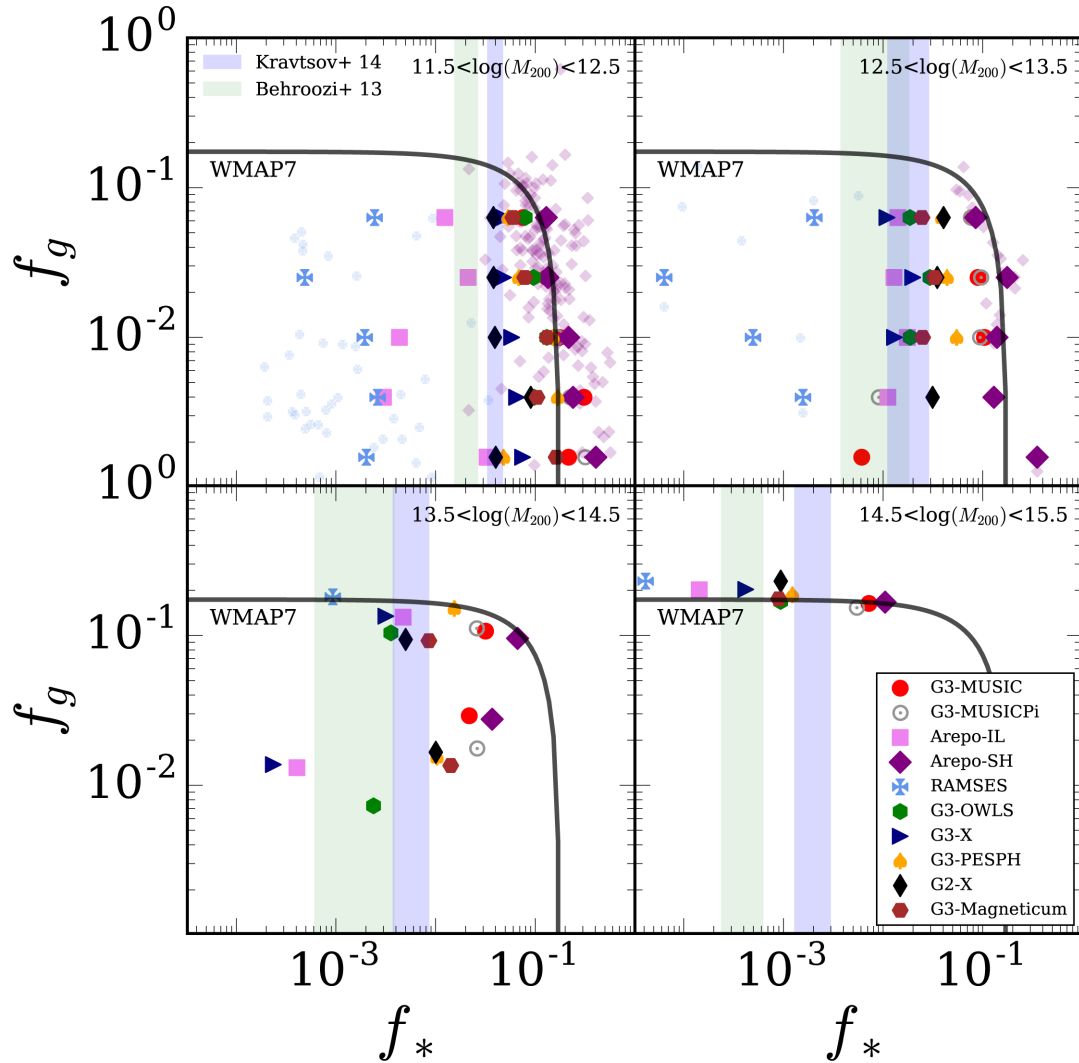 10^0
Kravtsov+ 14
11.5<log(M_200)<12.5
12.5<log(M_200)<13.5
Behroozi+ 13
10^-1
WMAP7
WMAP7
f_g
10^-2
10^0
13.5<log(M_200)<14.5
14.5<log(M_200)<15.5
10^-1
WMAP7
WMAP7
f_g
G3-MUSIC
G3-MUSICPi
Arepo-IL
Arepo-SH
10^-2
RAMSES
G3-OWLS
G3-X
G3-PESPH
G2-X
G3-Magneticum
10^-3
10^-1
10^-3
10^-1
f_*
f_*